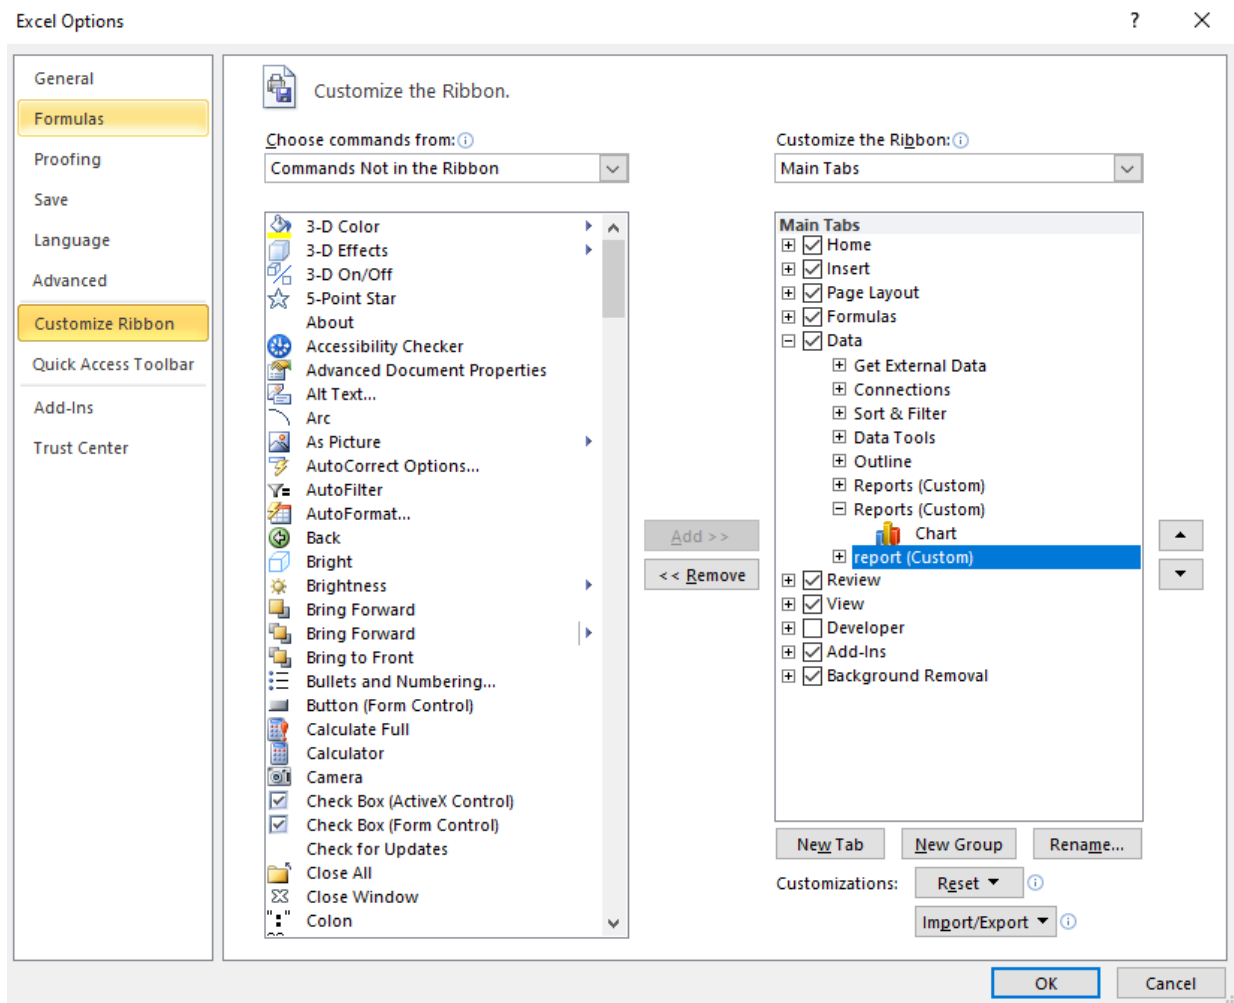 Excel Options
?
General
Formulas
Proofing
Save
Language
Advanced
Customize Ribbon
Quick Access Toolbar
Add-Ins
Trust Center
Customize the Ribbon.
Choose commands from:
Commands Not in the Ribbon
3-D Color
3-D Effects
3-D On/Off
5-Point Star
About
Accessibility Checker
Advanced Document Properties
Alt Text...
Arc
As Picture
AutoCorrect Options...
AutoFilter
AutoFormat...
Back
Bright
Brightness
Bring Forward
Bring Forward
Bring to Front
Bullets and Numbering...
Button (Form Control)
Calculate Full
Calculator
Camera
Check Box (ActiveX Control)
Check Box (Form Control)
Check for Updates
Close All
Close Window
Colon
Add >>
<< Remove
Customize the Ribbon:
Main Tabs
Main Tabs
Home
Insert
Page Layout
Formulas
Data
Get External Data
Connections
Sort & Filter
Data Tools
Outline
Reports (Custom)
Reports (Custom)
Chart
report (Custom)
Review
View
Developer
Add-Ins
Background Removal
New Tab
New Group
Rename...
Customizations:
Reset
Import/Export
OK
Cancel